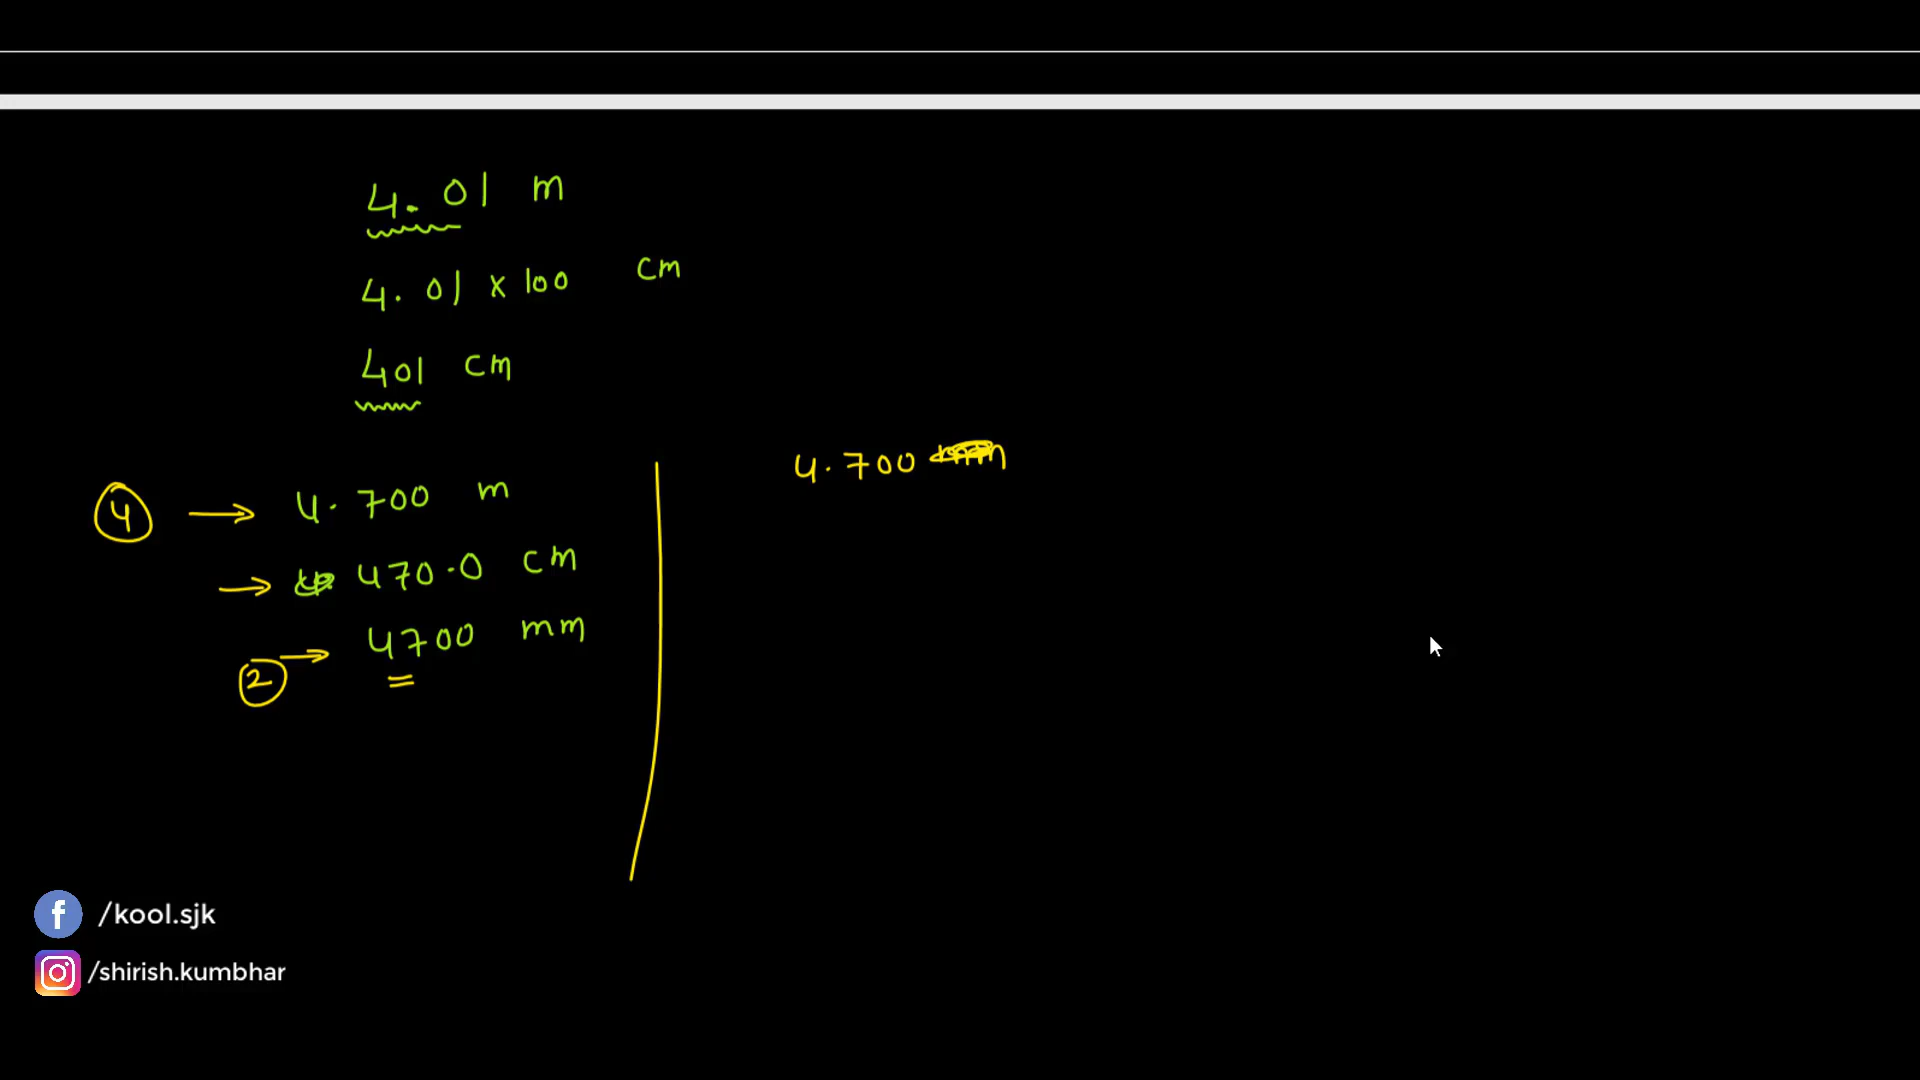 4.01 m
4.01 x 100 cm
401 cm
4 → 4.700 m
→ 470.0 cm
2 → 4700 mm
4.700
/kool.sjk
/shirish.kumbhar